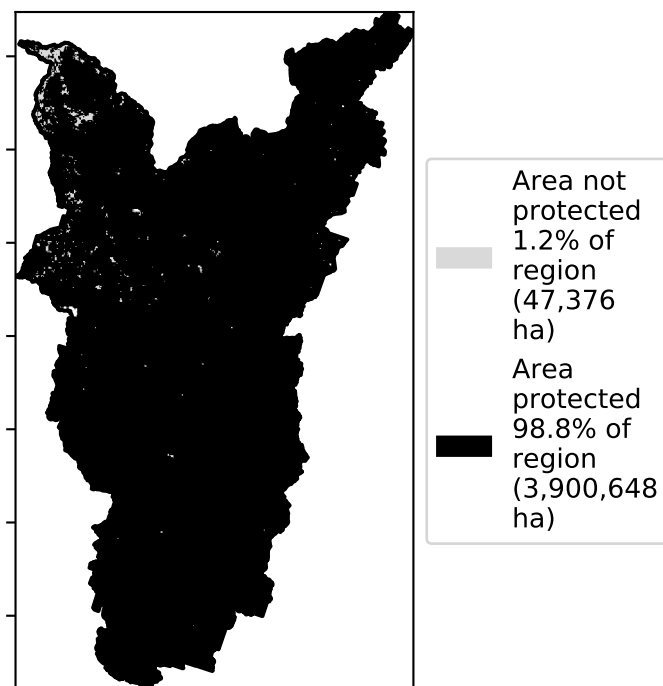 Area not
protected
1.2% of
region
(47,376
ha)
Area
protected
98.8% of
region
(3,900,648
ha)